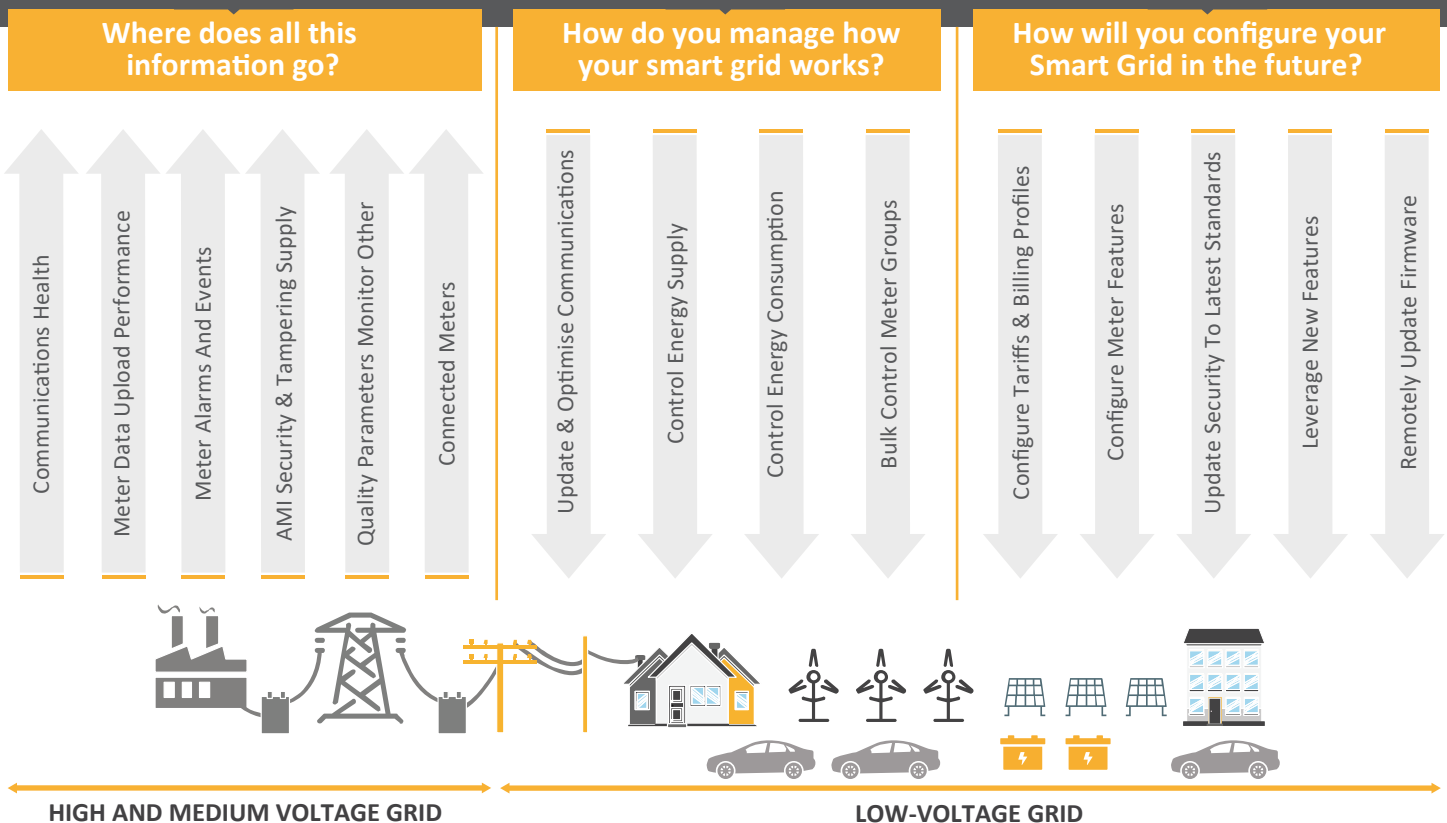 Where does all this
information go?
How do you manage how
your smart grid works?
How will you configure your
Smart Grid in the future?
Communications Health
Meter Data Upload Performance
Meter Alarms And Events
AMI Security & Tampering Supply
Quality Parameters Monitor Other
Connected Meters
Update & Optimise Communications
Control Energy Supply
Control Energy Consumption
Bulk Control Meter Groups
Configure Tariffs & Billing Profiles
Configure Meter Features
Update Security To Latest Standards
Leverage New Features
Remotely Update Firmware
HIGH AND MEDIUM VOLTAGE GRID
LOW-VOLTAGE GRID